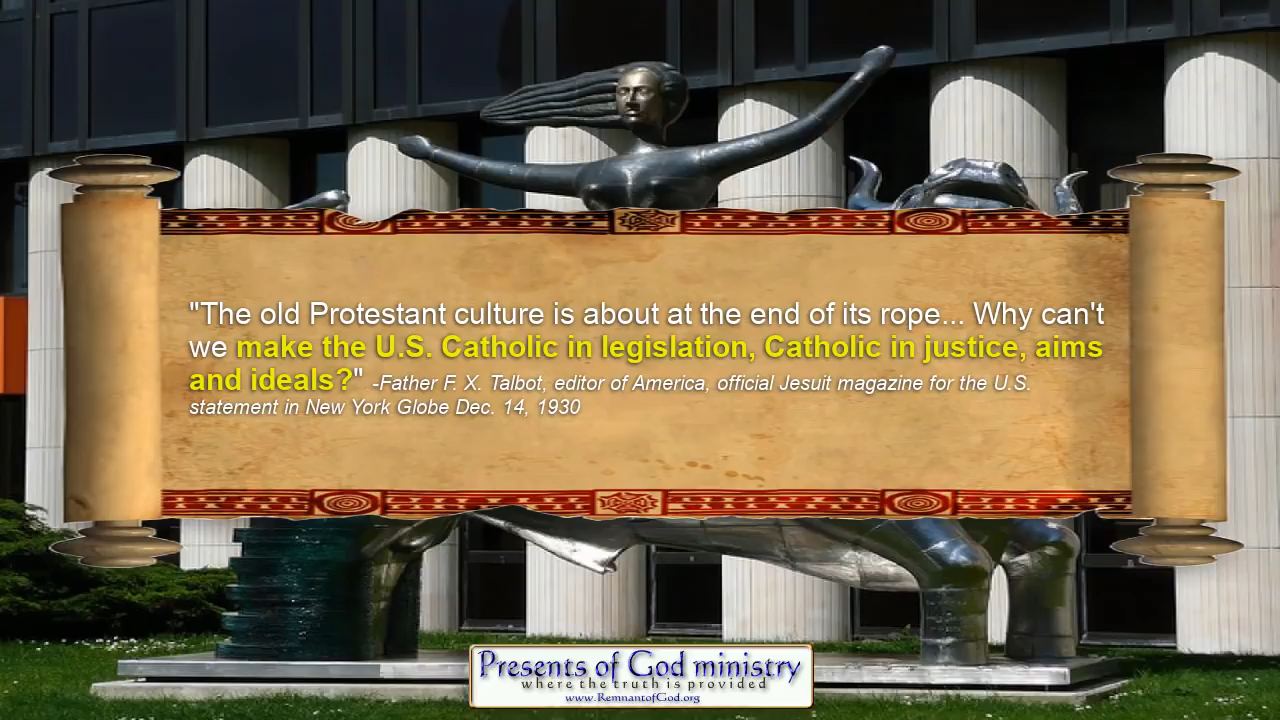 "The old Protestant culture is about at the end of its rope... Why can't
we make the U.S. Catholic in legislation, Catholic in justice, aims
and ideals?" -Father F. X. Talbot, editor of America, official Jesuit magazine for the U.S.
statement in New York Globe Dec. 14, 1930
Presents of God ministry
where the truth is provided
www.RemnantofGod.org